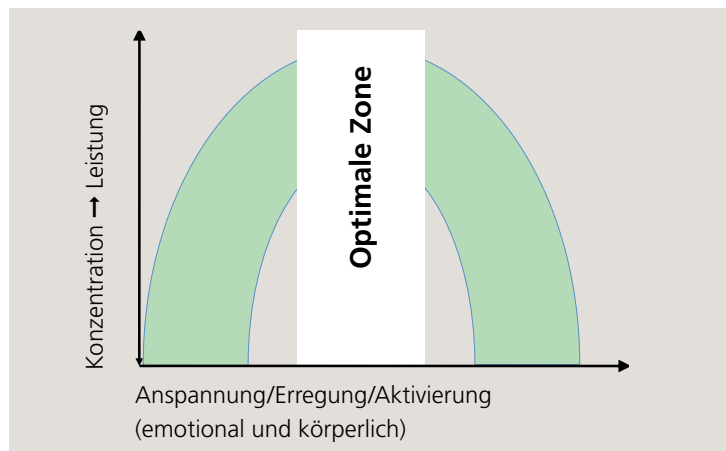 Konzentration → Leistung
Optimale Zone
Anspannung/Erregung/Aktivierung
(emotional und körperlich)